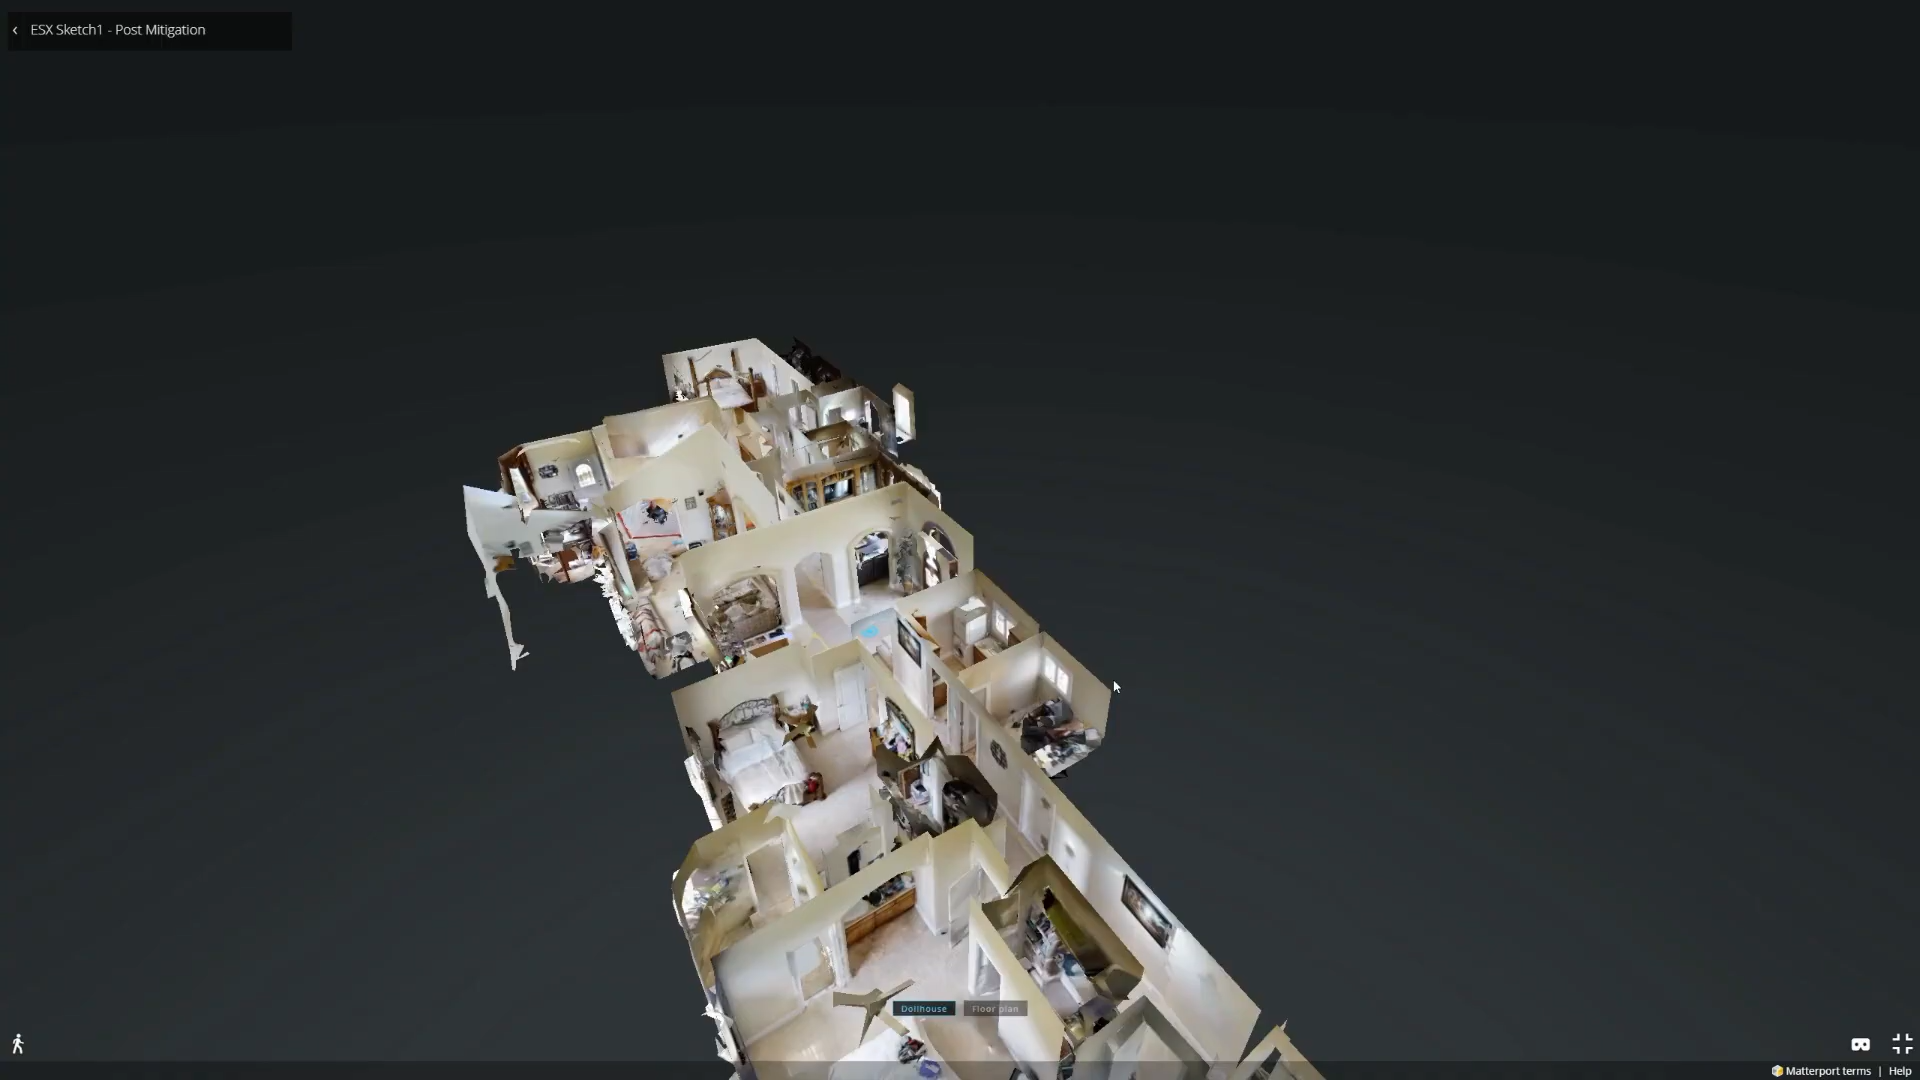 ‹ ESX Sketch1 - Post Mitigation
Dollhouse
Floor plan
Matterport terms | Help